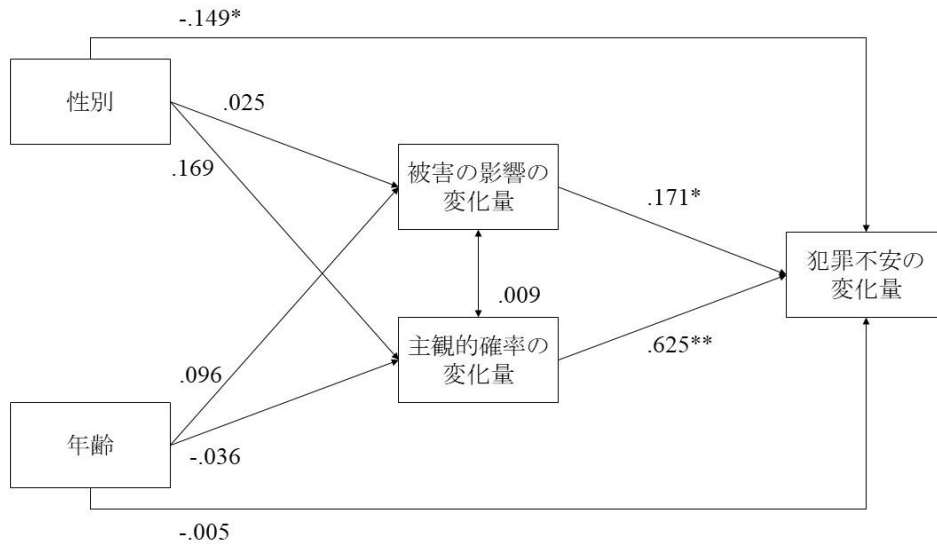 -.149*
性別
.025
.169
被害の影響の
変化量
.171*
犯罪不安の
変化量
.009
主観的確率の
変化量
.625**
.096
年齢
-.036
-.005